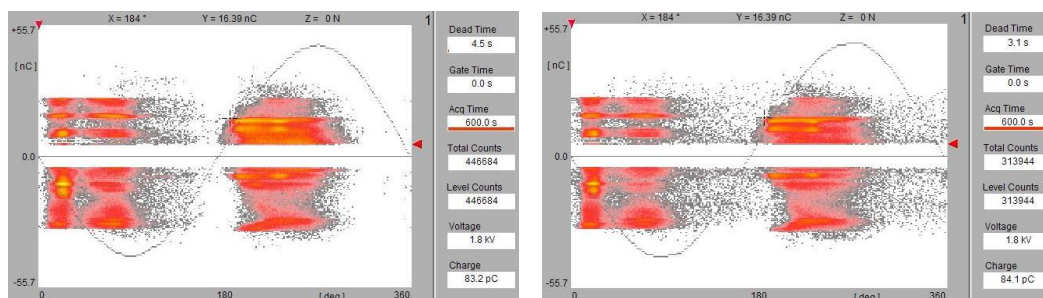 X = 184 ° Y = 16.39 nC Z = 0 N 1
+55.7
[ nC ]
0.0
-55.7
0 180 [ deg ] 360
Dead Time
4.5 s
Gate Time
0.0 s
Acq Time
600.0 s
Total Counts
446684
Level Counts
446684
Voltage
1.8 kV
Charge
83.2 pC
X = 184 ° Y = 16.39 nC Z = 0 N 1
+55.7
[ nC ]
0.0
-55.7
0 180 [ deg ] 360
Dead Time
3.1 s
Gate Time
0.0 s
Acq Time
600.0 s
Total Counts
313944
Level Counts
313944
Voltage
1.8 kV
Charge
84.1 pC